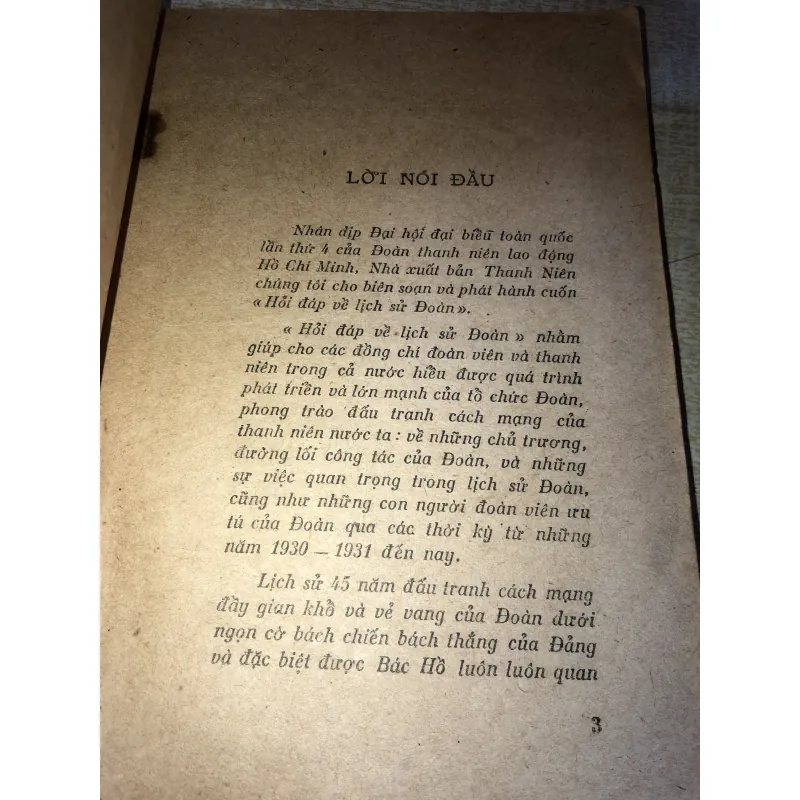 LỜI NÓI ĐẦU
Nhân dịp Đại hội đại biểu toàn quốc
lần thứ 4 của Đoàn thanh niên lao động
Hồ Chí Minh, Nhà xuất bản Thanh Niên
chúng tôi cho biên soạn và phát hành cuốn
« Hỏi đáp về lịch sử Đoàn ».
« Hỏi đáp về lịch sử Đoàn » nhằm
giúp cho các đồng chí đoàn viên và thanh
niên trong cả nước hiểu được quá trình
phát triển và lớn mạnh của tổ chức Đoàn,
phong trào đấu tranh cách mạng của
thanh niên nước ta : về những chủ trương,
đường lối công tác của Đoàn, và những
sự việc quan trọng trong lịch sử Đoàn,
cũng như những con người đoàn viên ưu
tú của Đoàn qua các thời kỳ từ những
năm 1930 — 1931 đến nay.
Lịch sử 45 năm đấu tranh cách mạng
đầy gian khổ và vẻ vang của Đoàn dưới
ngọn cờ bách chiến bách thắng của Đảng
và đặc biệt được Bác Hồ luôn luôn quan
3